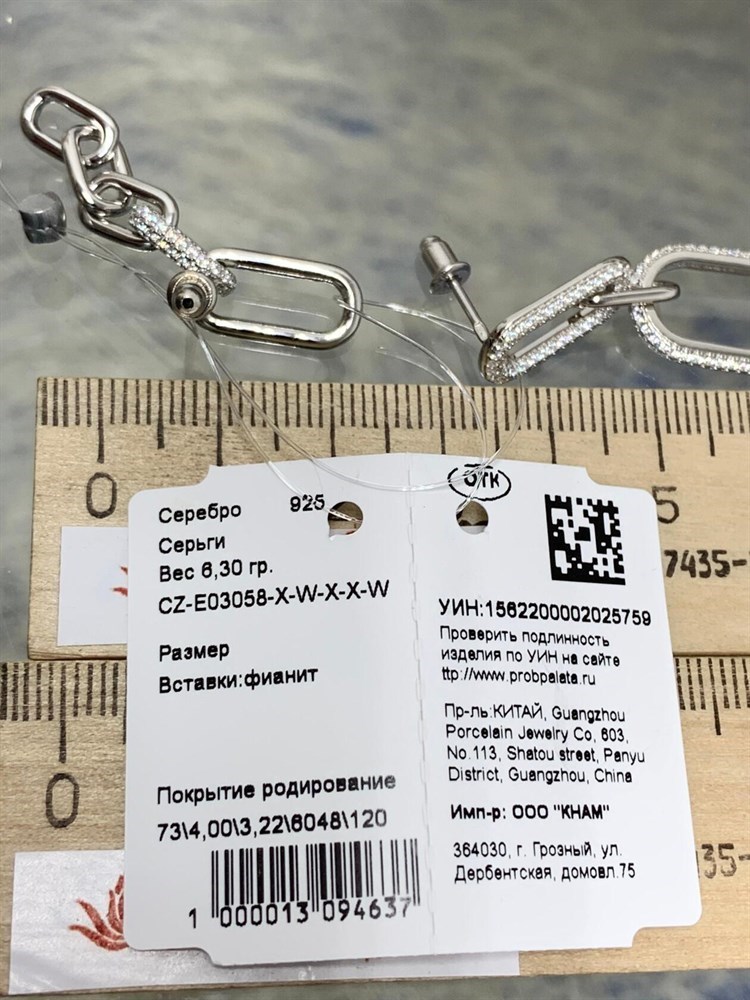 0
5
7435-
Серебро 925
Серьги
Вес 6,30 гр.
CZ-E03058-X-W-X-X-W
Размер
Вставки:фианит
Покрытие родирование
73\4,00\3,22\6048\120
1 000013 094637
ОТК
УИН:1562200002025759
Проверить подлинность
изделия по УИН на сайте
ttp://www.probpalata.ru
Пр-ль:КИТАЙ, Guangzhou
Porcelain Jewelry Co, 603,
No.113, Shatou street, Panyu
District, Guangzhou, China
Имп-р: ООО "КНАМ"
364030, г. Грозный, ул.
Дербентская, домовл.75
0
35-